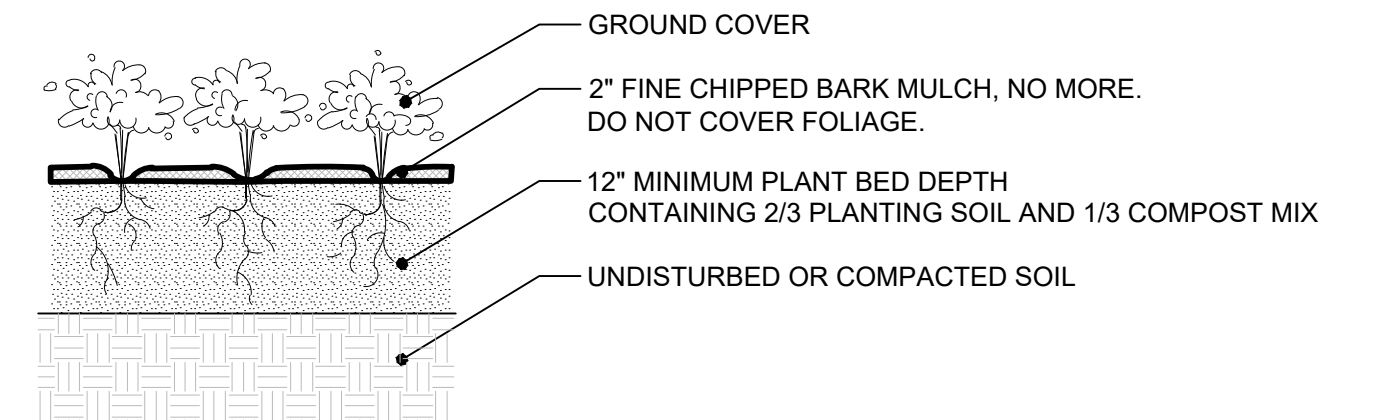 GROUND COVER
2" FINE CHIPPED BARK MULCH, NO MORE.
DO NOT COVER FOLIAGE.
12" MINIMUM PLANT BED DEPTH
CONTAINING 2/3 PLANTING SOIL AND 1/3 COMPOST MIX
UNDISTURBED OR COMPACTED SOIL